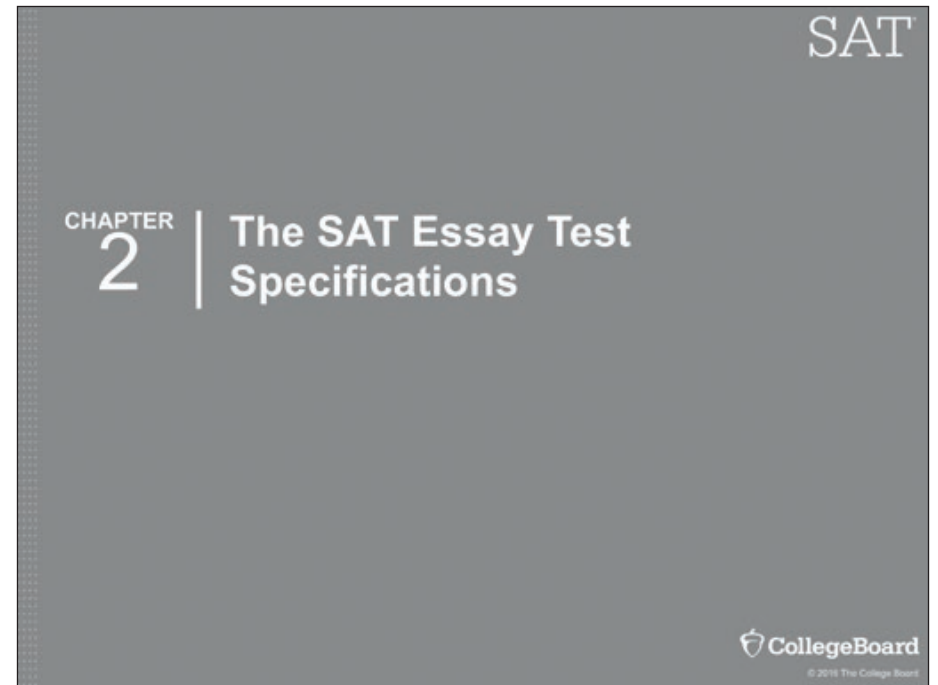 SAT
CHAPTER
2
The SAT Essay Test
Specifications
CollegeBoard
© 2016 The College Board